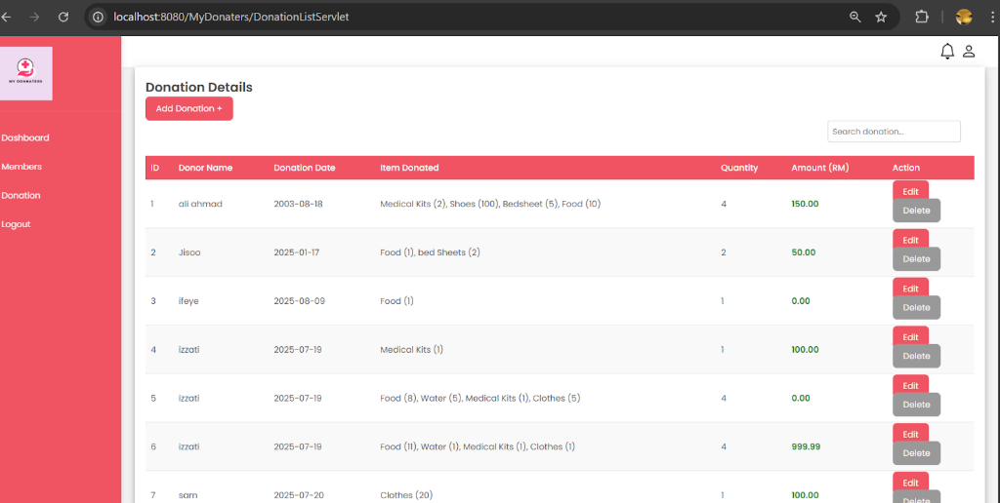 localhost:8080/MyDonaters/DonationListServlet
MY DONMATERS
Dashboard
Members
Donation
Logout
Donation Details
Add Donation +
Search donation...
ID Donor Name Donation Date Item Donated Quantity Amount (RM) Action
1 ali ahmad 2003-08-18 Medical Kits (2), Shoes (100), Bedsheet (5), Food (10) 4 150.00 Edit
Delete
2 Jisoo 2025-01-17 Food (1), bed Sheets (2) 2 50.00 Edit
Delete
3 ifeye 2025-08-09 Food (1) 1 0.00 Edit
Delete
4 izzati 2025-07-19 Medical Kits (1) 1 100.00 Edit
Delete
5 izzati 2025-07-19 Food (8), Water (5), Medical Kits (1), Clothes (5) 4 0.00 Edit
Delete
6 izzati 2025-07-19 Food (11), Water (1), Medical Kits (1), Clothes (1) 4 999.99 Edit
Delete
7 sam 2025-07-20 Clothes (20) 1 100.00 Edit
Delete